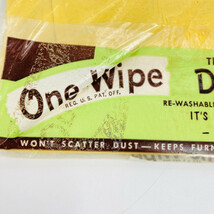 One Wipe
REG. U.S. PAT. OFF.
RE-WASHABLE
IT'S
WON'T SCATTER DUST—KEEPS FURN